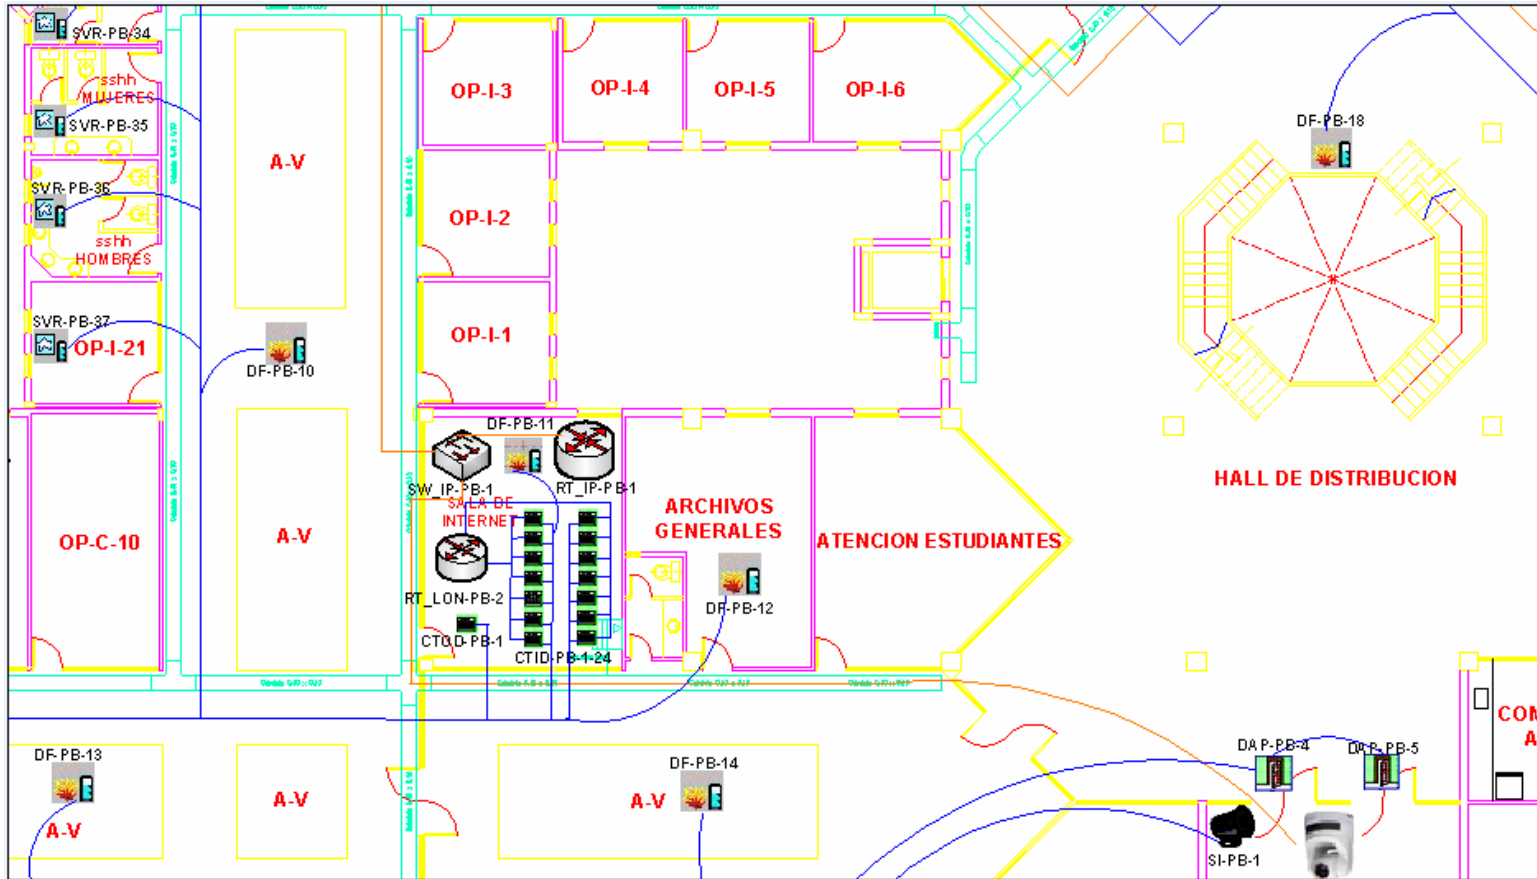 SVR-PB-34
sshh
MUJERES
SVR-PB-35
A-V
OP-I-3
OP-I-4
OP-I-5
OP-I-6
DF-PB-18
SVR-PB-36
sshh
HOMBRES
OP-I-2
SVR-PB-37
OP-I-21
DF-PB-10
OP-I-1
DF-PB-11
SW_IP-PB-1
RT_IP-PB-1
SALA DE
INTERNET
ARCHIVOS
GENERALES
HALL DE DISTRIBUCION
OP-C-10
A-V
ATENCION ESTUDIANTES
RT_LON-PB-2
DF-PB-12
CTOD-PB-1
CTID-PB-1-24
DF-PB-13
A-V
A-V
DF-PB-14
A-V
DAP-PB-4
DAP-PB-5
SI-PB-1